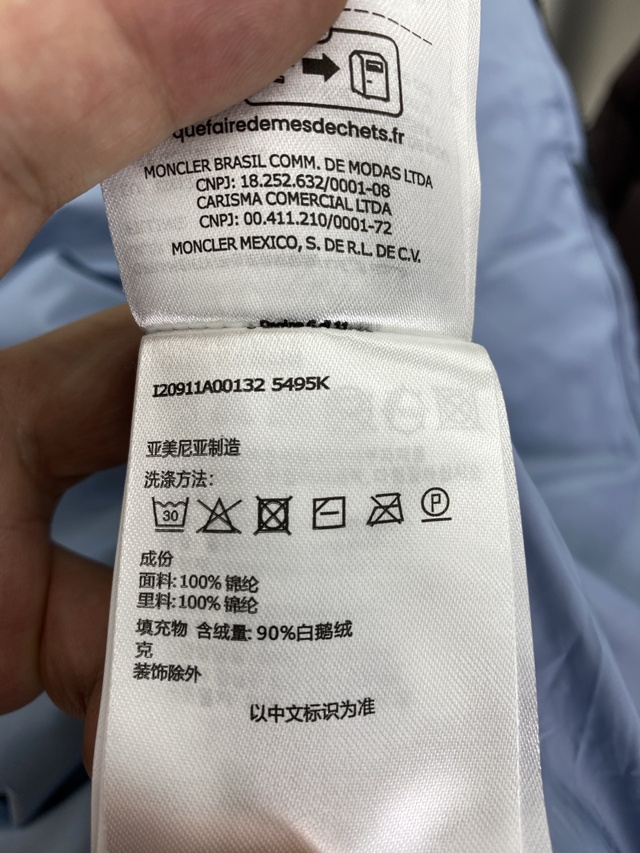 quefairedemesdechets.fr
MONCLER BRASIL COMM. DE MODAS LTDA
CNPJ: 18.252.632/0001-08
CARISMA COMERCIAL LTDA
CNPJ: 00.411.210/0001-72
MONCLER MEXICO, S. DE R.L. DE C.V.
I20911A00132 5495K
亚美尼亚制造
洗涤方法:
30
P
成份
面料:100% 锦纶
里料:100% 锦纶
填充物 含绒量: 90%白鹅绒
克
装饰除外
以中文标识为准